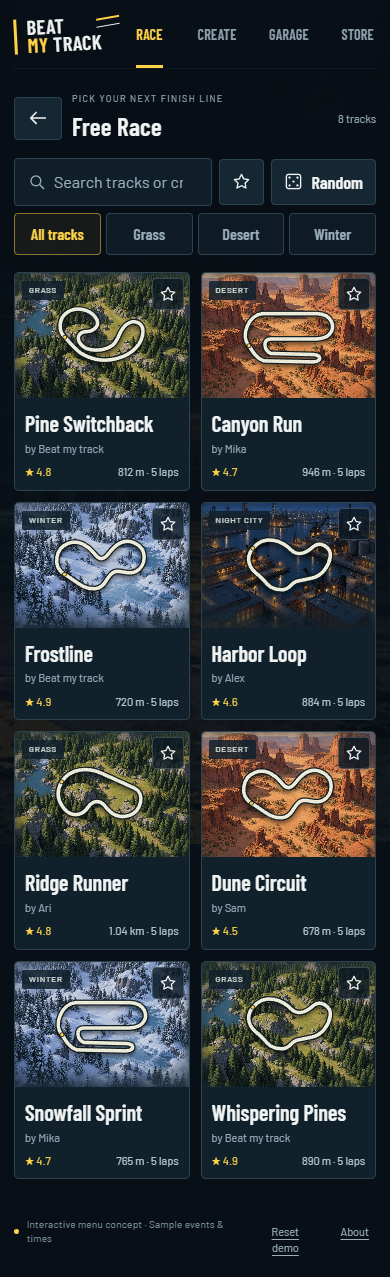 BEAT
MY TRACK
RACE CREATE GARAGE STORE
PICK YOUR NEXT FINISH LINE
Free Race
8 tracks
Search tracks or cr
Random
All tracks Grass Desert Winter
GRASS
Pine Switchback
by Beat my track
★ 4.8 812 m · 5 laps
DESERT
Canyon Run
by Mika
★ 4.7 946 m · 5 laps
WINTER
Frostline
by Beat my track
★ 4.9 720 m · 5 laps
NIGHT CITY
Harbor Loop
by Alex
★ 4.6 884 m · 5 laps
GRASS
Ridge Runner
by Ari
★ 4.8 1.04 km · 5 laps
DESERT
Dune Circuit
by Sam
★ 4.5 678 m · 5 laps
WINTER
Snowfall Sprint
by Mika
★ 4.7 765 m · 5 laps
GRASS
Whispering Pines
by Beat my track
★ 4.9 890 m · 5 laps
Interactive menu concept · Sample events &
times
Reset
demo
About